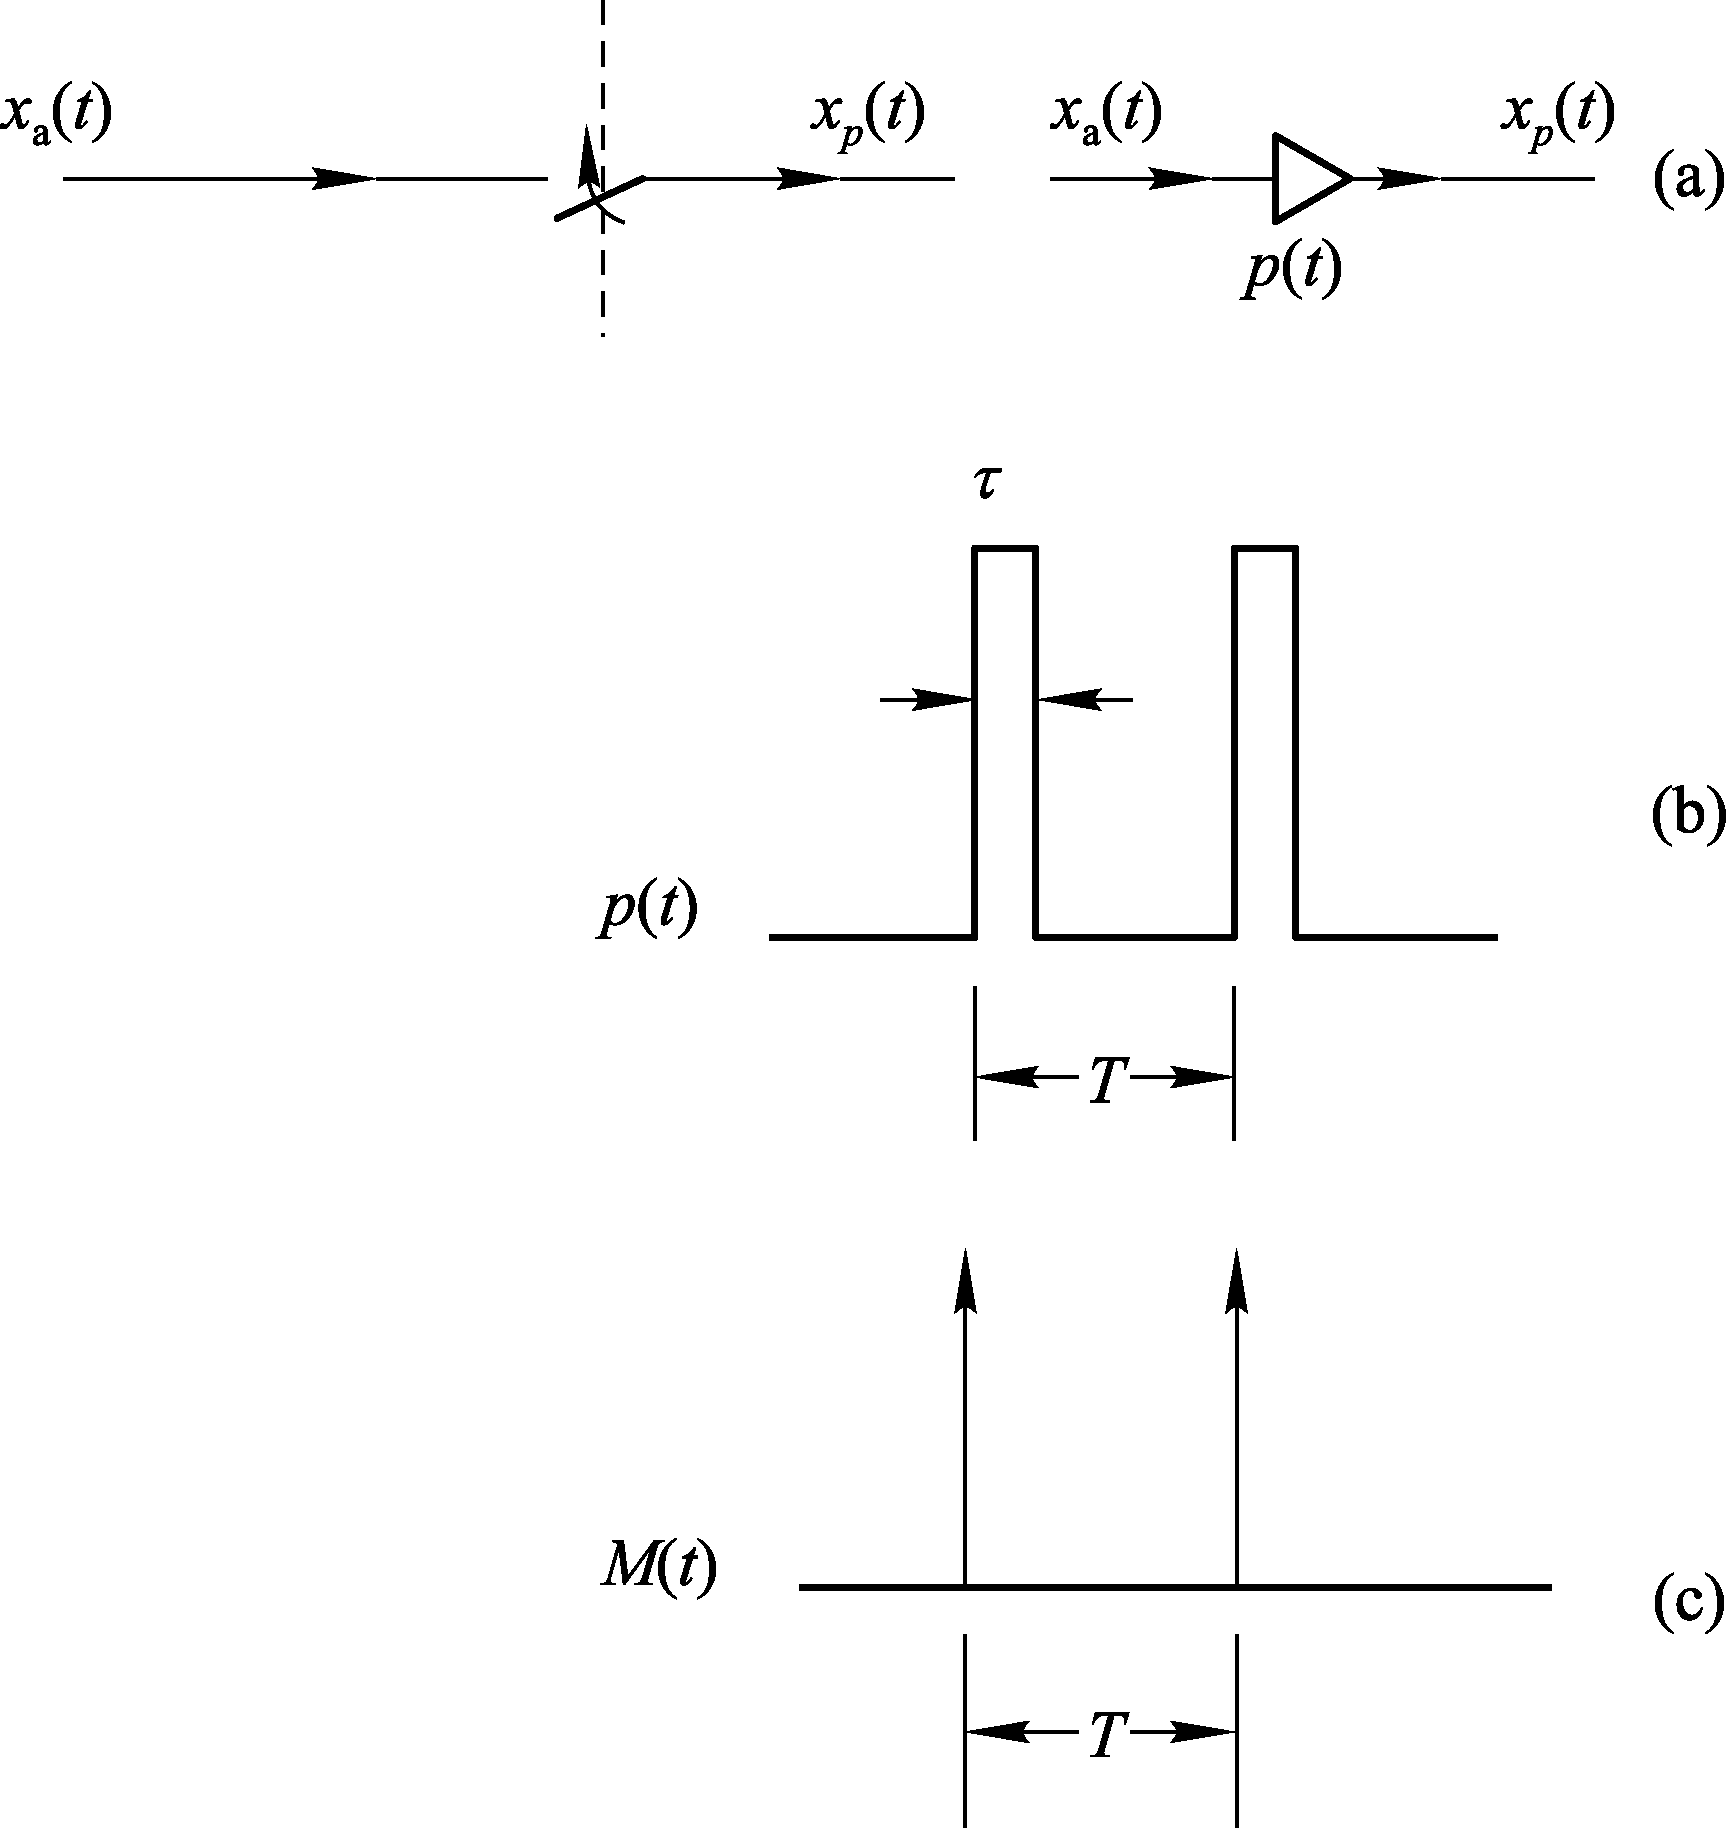 xa(t) xp(t) xa(t) xp(t) (a)
p(t)
τ
(b)
p(t)
T
M(t) (c)
T